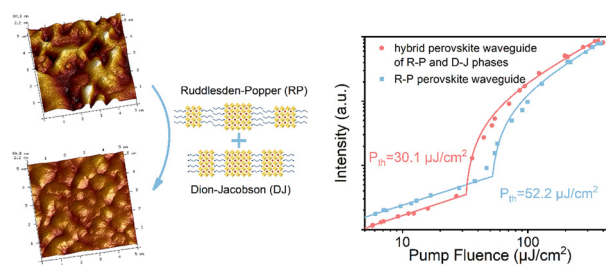 Ruddlesden-Popper (RP)
Dion-Jacobson (DJ)
hybrid perovskite waveguide
of R-P and D-J phases
R-P perovskite waveguide
Pth=30.1 μJ/cm²
Pth=52.2 μJ/cm²
Intensity (a.u.)
10
100
Pump Fluence (μJ/cm²)